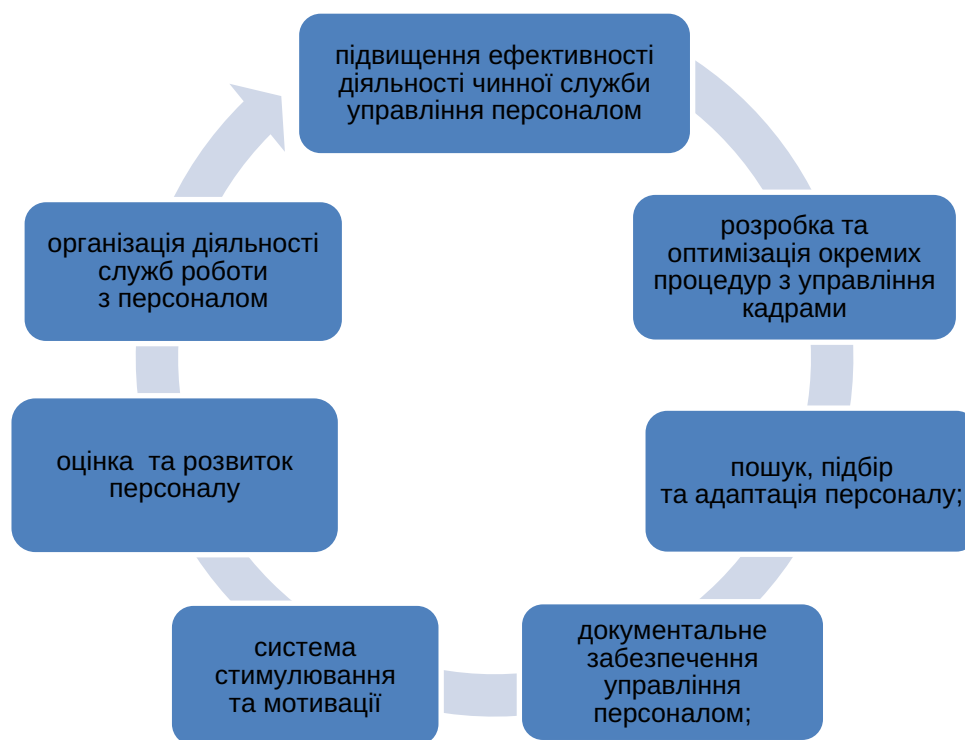 підвищення ефективності
діяльності чинної служби
управління персоналом
розробка та
оптимізація окремих
процедур з управління
кадрами
пошук, підбір
та адаптація персоналу;
документальне
забезпечення
управління
персоналом;
система
стимулювання
та мотивації
оцінка та розвиток
персоналу
організація діяльності
служб роботи
з персоналом